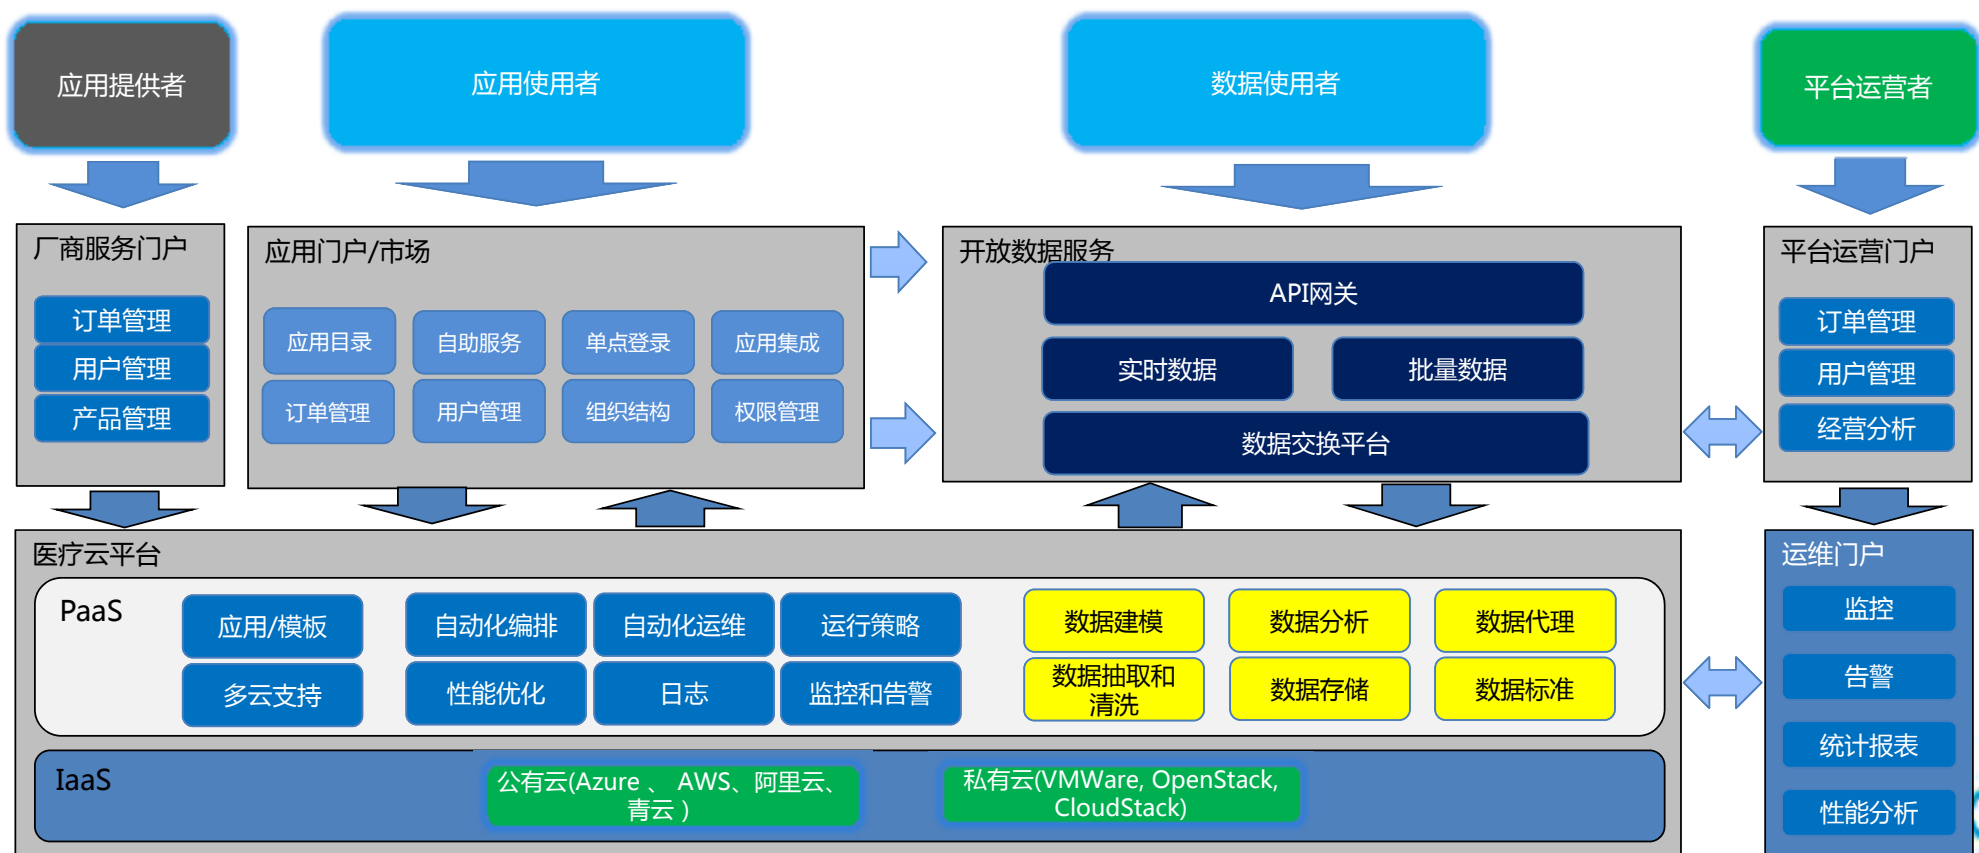 应用提供者
应用使用者
数据使用者
平台运营者
厂商服务门户
订单管理
用户管理
产品管理
应用门户/市场
应用目录
自助服务
单点登录
应用集成
订单管理
用户管理
组织结构
权限管理
开放数据服务
API网关
实时数据
批量数据
数据交换平台
平台运营门户
订单管理
用户管理
经营分析
医疗云平台
PaaS
应用/模板
自动化编排
自动化运维
运行策略
多云支持
性能优化
日志
监控和告警
数据建模
数据分析
数据代理
数据抽取和
清洗
数据存储
数据标准
IaaS
公有云(Azure 、 AWS、阿里云、
青云 )
私有云(VMWare, OpenStack,
CloudStack)
运维门户
监控
告警
统计报表
性能分析